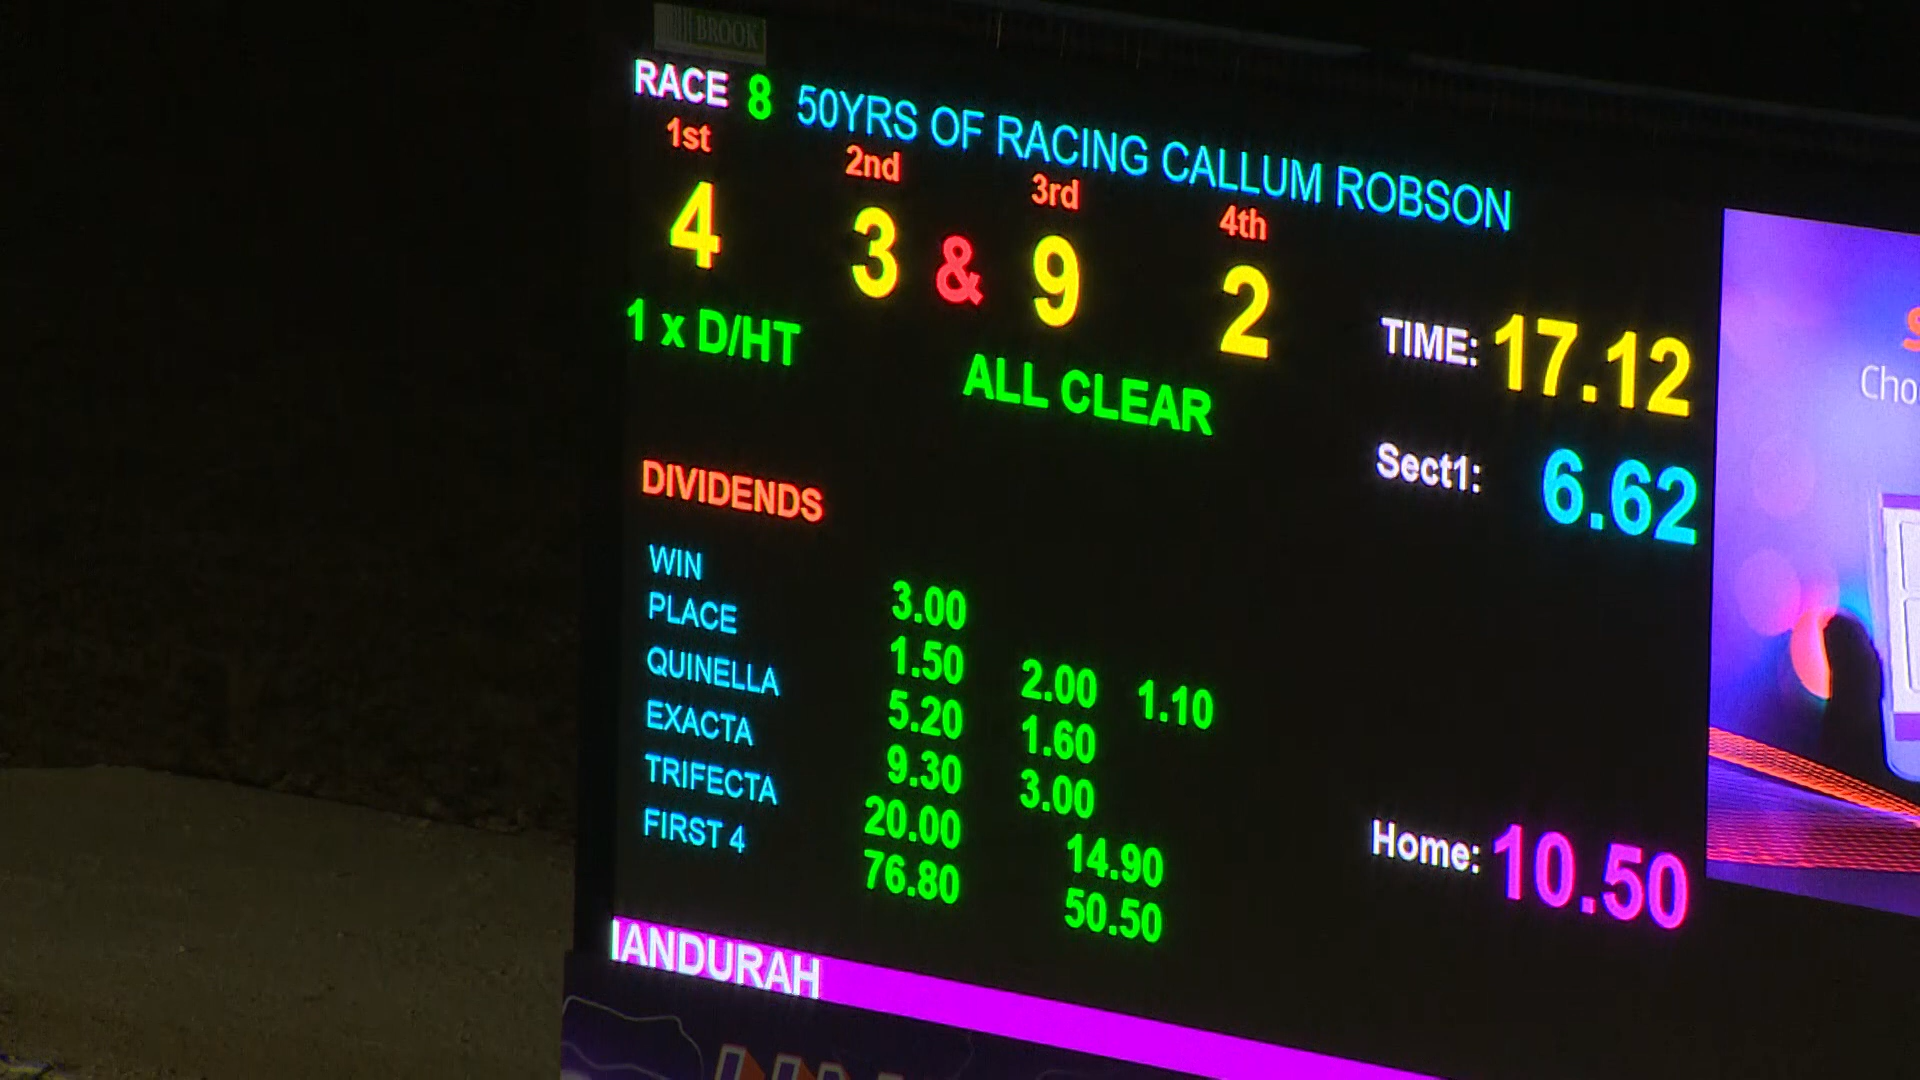 BROOK
RACE 8 50YRS OF RACING CALLUM ROBSON
1st 2nd 3rd 4th
4 3 & 9 2
1 x D/HT
ALL CLEAR
TIME: 17.12
Sect1: 6.62
DIVIDENDS
WIN 3.00
PLACE 1.50 2.00 1.10
QUINELLA 5.20 1.60
EXACTA 9.30 3.00
TRIFECTA 20.00 14.90
FIRST 4 76.80 50.50
Home: 10.50
ANDURAH